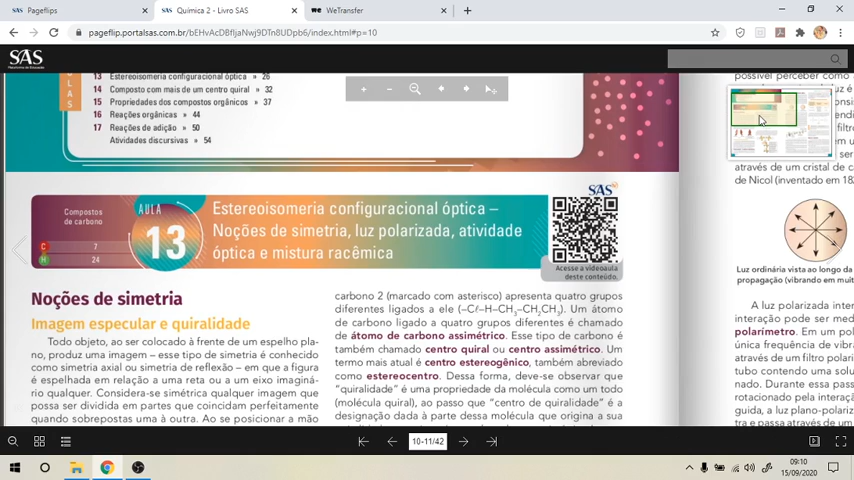 Pageflips
Química 2 - Livro SAS
WeTransfer
pageflip.portalsas.com.br/bEHvAcDBfIjaNwj9DTn8UDpb6/index.html#p=10
SAS
Plataforma de Educação
LAS
13 Estereoisomeria configuracional óptica » 26
14 Composto com mais de um centro quiral » 32
15 Propriedades dos compostos orgânicos » 37
16 Reações orgânicas » 44
17 Reações de adição » 50
Atividades discursivas » 54
Compostos
de carbono
C 7
H 24
AULA
13
Estereoisomeria configuracional óptica –
Noções de simetria, luz polarizada, atividade
óptica e mistura racêmica
SAS
Acesse a videoaula
deste conteúdo.
Noções de simetria
Imagem especular e quiralidade
Todo objeto, ao ser colocado à frente de um espelho pla-
no, produz uma imagem – esse tipo de simetria é conhecido
como simetria axial ou simetria de reflexão – em que a figura
é espelhada em relação a uma reta ou a um eixo imaginá-
rio qualquer. Considera-se simétrica qualquer imagem que
possa ser dividida em partes que coincidam perfeitamente
quando sobrepostas uma à outra. Ao se posicionar a mão
carbono 2 (marcado com asterisco) apresenta quatro grupos
diferentes ligados a ele (–Cℓ–H–CH₃–CH₂CH₃). Um átomo
de carbono ligado a quatro grupos diferentes é chamado
de átomo de carbono assimétrico. Esse tipo de carbono é
também chamado centro quiral ou centro assimétrico. Um
termo mais atual é centro estereogênico, também abreviado
como estereocentro. Dessa forma, deve-se observar que
"quiralidade" é uma propriedade da molécula como um todo
(molécula quiral), ao passo que "centro de quiralidade" é a
designação dada à parte dessa molécula que origina a sua
possível perceber como
através de um cristal de c
de Nicol (inventado em 182
Luz ordinária vista ao longo da
propagação (vibrando em muit
A luz polarizada inter
interação pode ser med
polarímetro. Em um pol
única frequência de vibra
através de um filtro polari
tubo contendo uma solu
nado. Durante essa pass
rotacionado pela interaçã
guida, a luz plano-polariz
tra e passa através de um
10-11/42
09:10
15/09/2020